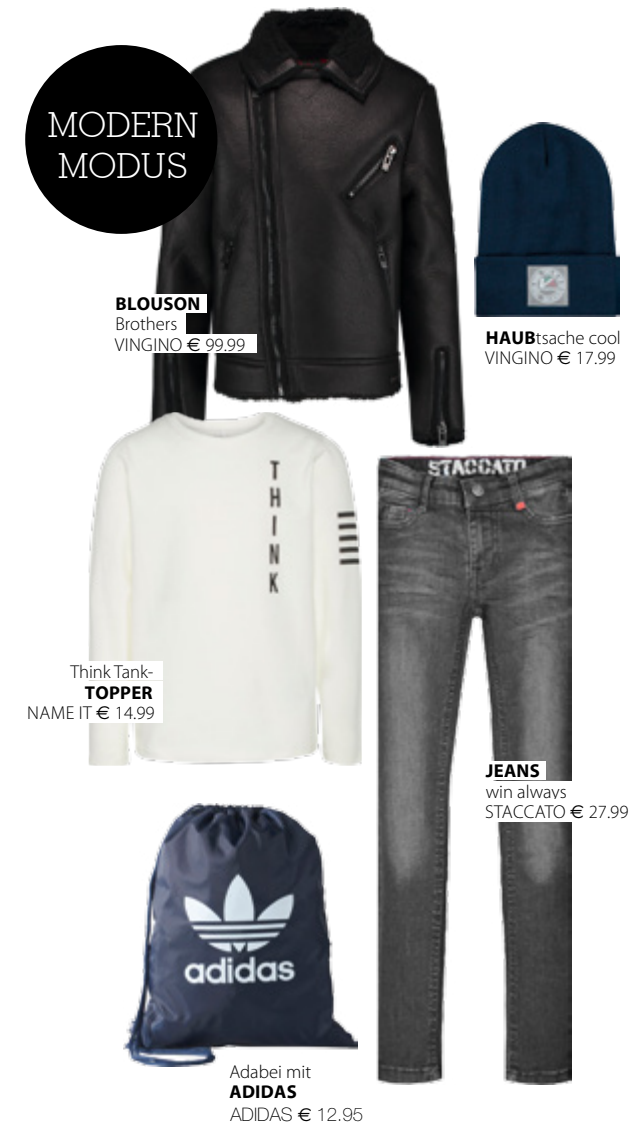 MODERN
MODUS
BLOUSON
Brothers
VINGINO € 99.99
HAUBtsache cool
VINGINO € 17.99
STACCATO
THINK
Think Tank-
TOPPER
NAME IT € 14.99
JEANS
win always
STACCATO € 27.99
adidas
Adabei mit
ADIDAS
ADIDAS € 12.95